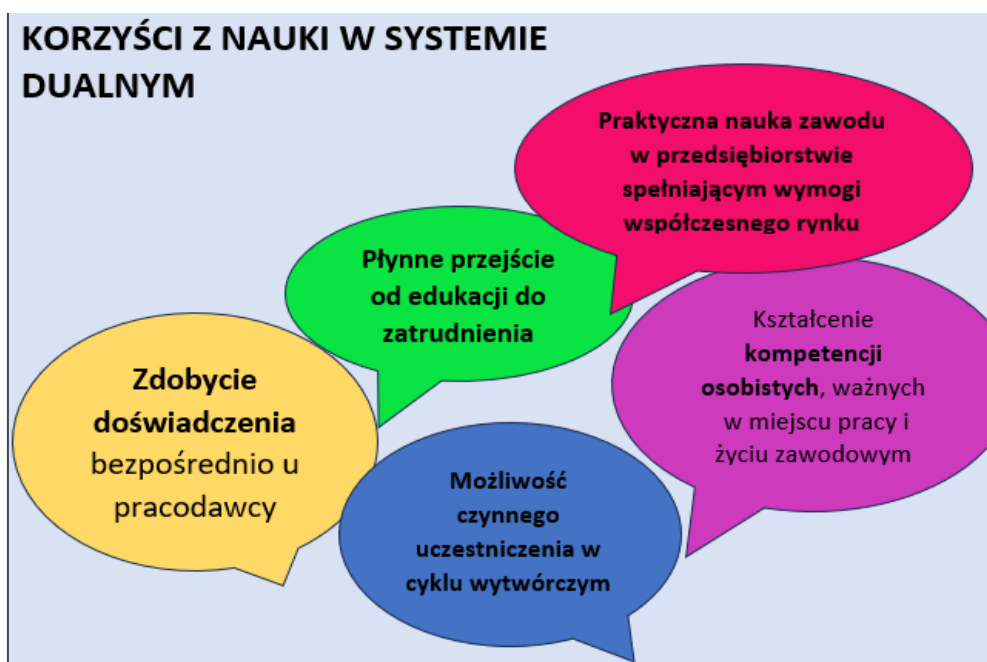 KORZYŚCI Z NAUKI W SYSTEMIE
DUALNYM
Praktyczna nauka zawodu
w przedsiębiorstwie
spełniającym wymogi
współczesnego rynku
Płynne przejście
od edukacji do
zatrudnienia
Kształcenie
kompetencji
osobistych, ważnych
w miejscu pracy i
życiu zawodowym
Zdobycie
doświadczenia
bezpośrednio u
pracodawcy
Możliwość
czynnego
uczestniczenia w
cyklu wytwórczym